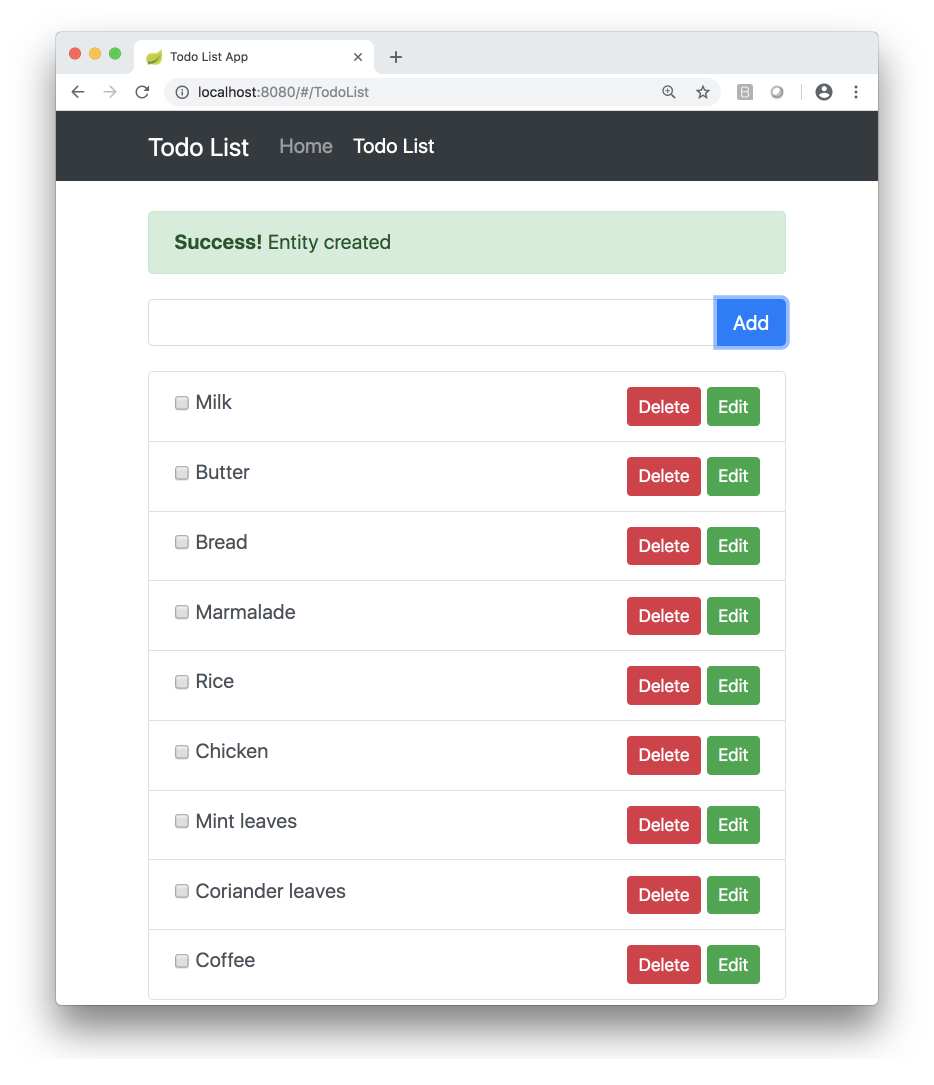 Todo List App
localhost:8080/#/TodoList
B
Todo List Home Todo List
Success! Entity created
Add
Milk Delete Edit
Butter Delete Edit
Bread Delete Edit
Marmalade Delete Edit
Rice Delete Edit
Chicken Delete Edit
Mint leaves Delete Edit
Coriander leaves Delete Edit
Coffee Delete Edit